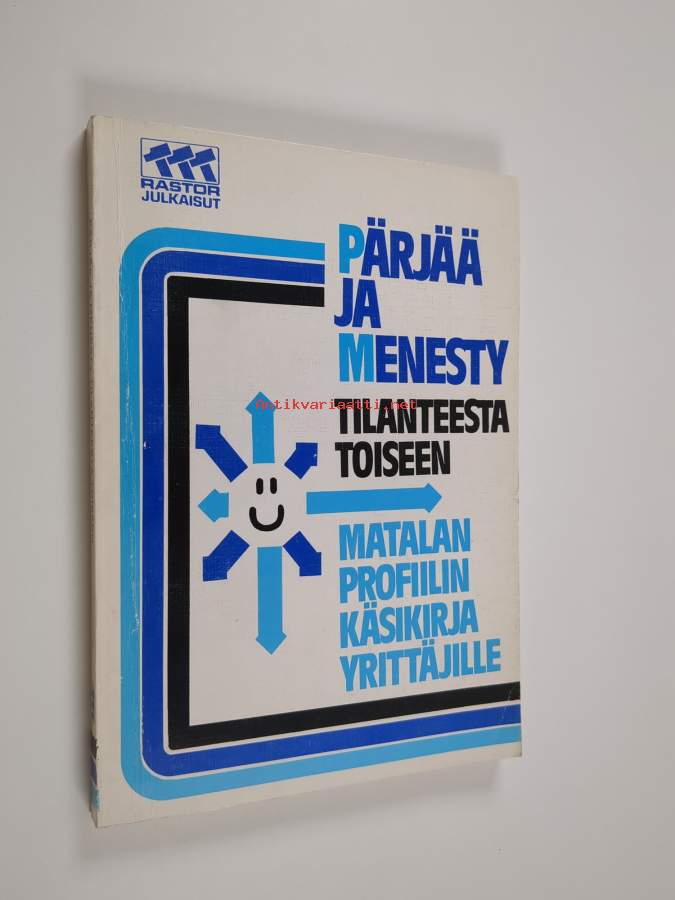 RASTOR
JULKAISUT
PÄRJÄÄ
JA
MENESTY
antikvariaatti.net
TILANTEESTA
TOISEEN
MATALAN
PROFIILIN
KÄSIKIRJA
YRITTÄJILLE